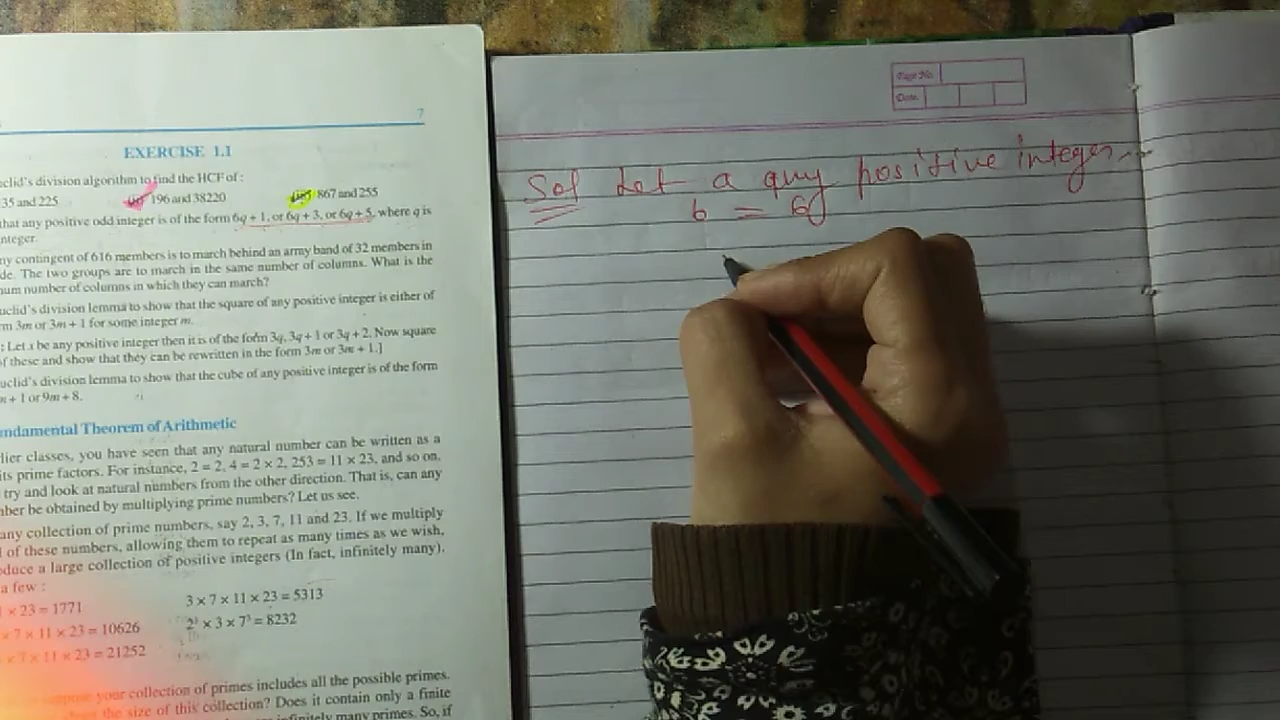 7
EXERCISE 1.1
uclid's division algorithm to find the HCF of :
35 and 225
196 and 38220
867 and 255
that any positive odd integer is of the form 6q + 1, or 6q + 3, or 6q + 5, where q is
nteger.
ny contingent of 616 members is to march behind an army band of 32 members in
de. The two groups are to march in the same number of columns. What is the
num number of columns in which they can march?
uclid's division lemma to show that the square of any positive integer is either of
rm 3m or 3m + 1 for some integer m.
: Let x be any positive integer then it is of the form 3q, 3q + 1 or 3q + 2. Now square
of these and show that they can be rewritten in the form 3m or 3m + 1.]
uclid's division lemma to show that the cube of any positive integer is of the form
m + 1 or 9m + 8.
ndamental Theorem of Arithmetic
lier classes, you have seen that any natural number can be written as a
its prime factors. For instance, 2 = 2, 4 = 2 × 2, 253 = 11 × 23, and so on.
try and look at natural numbers from the other direction. That is, can any
mber be obtained by multiplying prime numbers? Let us see.
any collection of prime numbers, say 2, 3, 7, 11 and 23. If we multiply
l of these numbers, allowing them to repeat as many times as we wish,
oduce a large collection of positive integers (In fact, infinitely many).
a few :
× 23 = 1771
3 × 7 × 11 × 23 = 5313
× 7 × 11 × 23 = 10626
2³ × 3 × 7³ = 8232
× 7 × 11 × 23 = 21252
your collection of primes includes all the possible primes.
the size of this collection? Does it contain only a finite
infinitely many primes. So, if
Page No.
Date.
Sol Let a any positive integer
b = 6